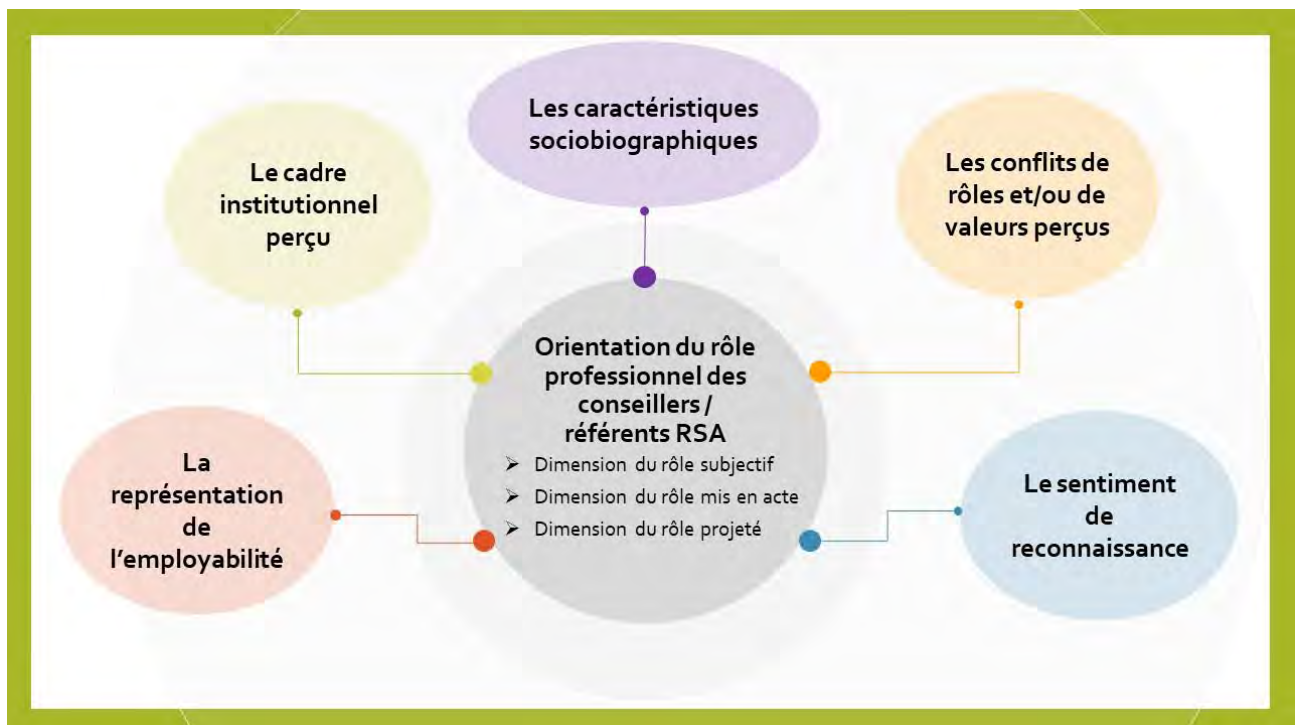 Les caractéristiques
sociobiographiques
Le cadre
institutionnel
perçu
Les conflits de
rôles et/ou de
valeurs perçus
Orientation du rôle
professionnel des
conseillers /
référents RSA
➢ Dimension du rôle subjectif
➢ Dimension du rôle mis en acte
➢ Dimension du rôle projeté
La
représentation
de
l’employabilité
Le sentiment
de
reconnaissance